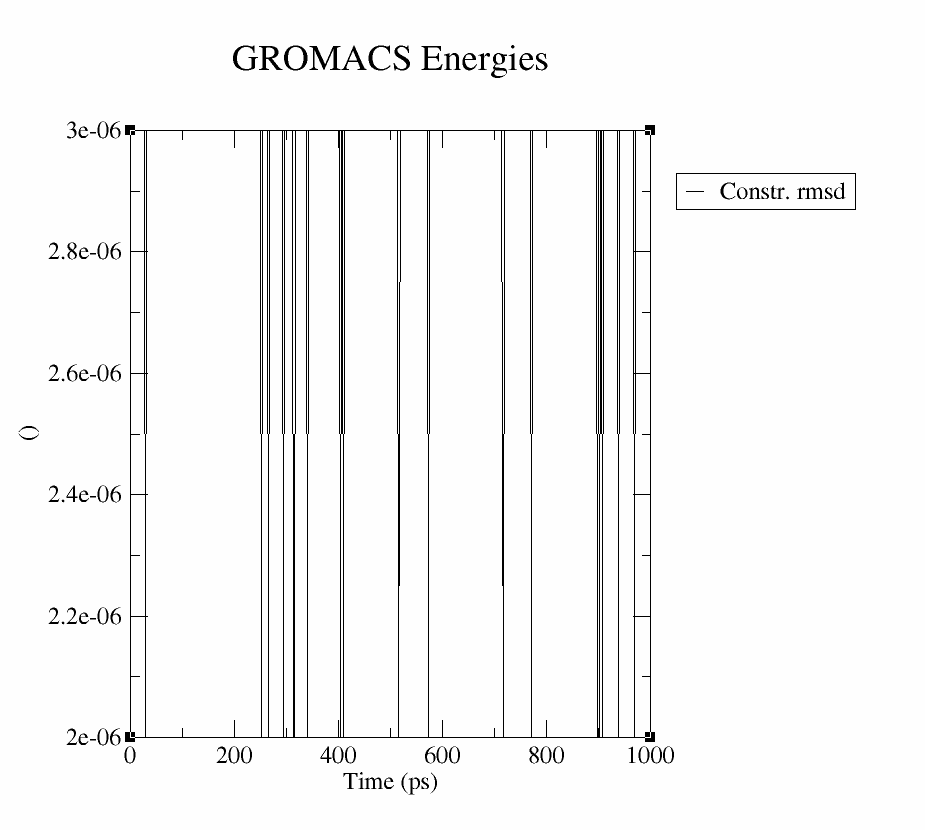 GROMACS Energies
3e-06
2.8e-06
2.6e-06
2.4e-06
2.2e-06
2e-06
()
0 200 400 600 800 1000
Time (ps)
Constr. rmsd